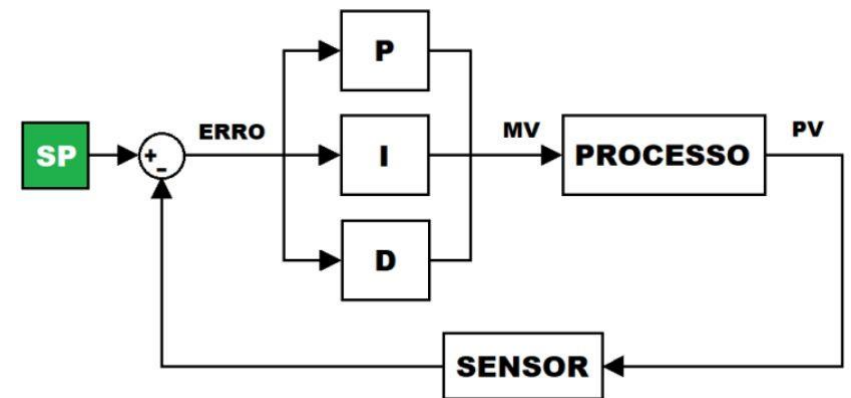 P
SP
+
-
ERRO
I
MV
PROCESSO
PV
D
SENSOR